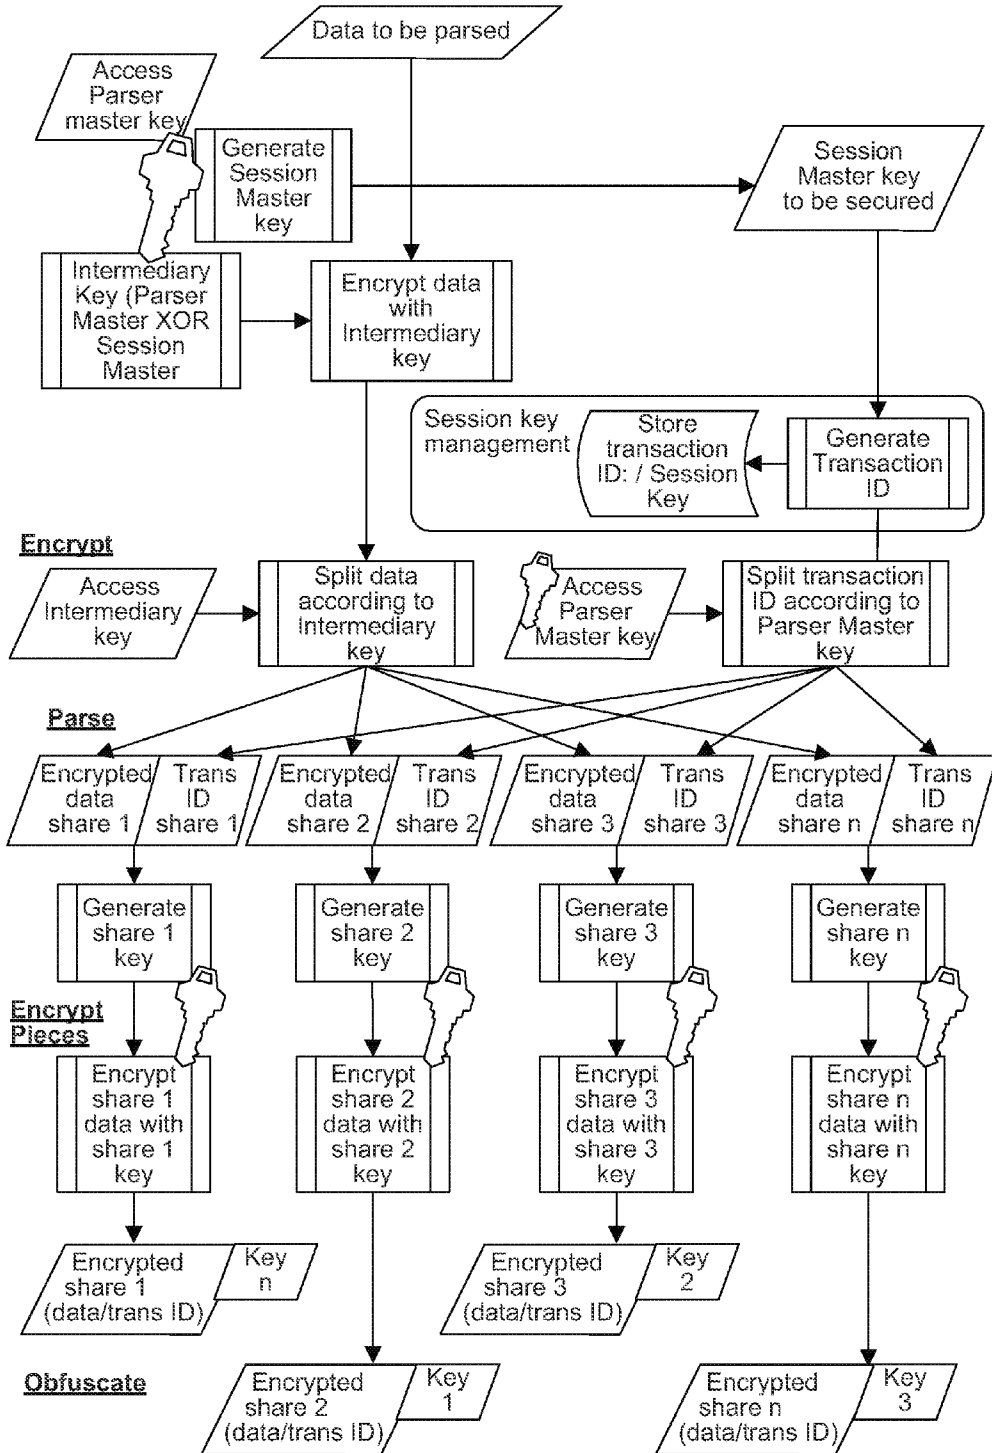 Data to be parsed
Access
Parser
master key
Generate
Session
Master
key
Session
Master key
to be secured
Intermediary
Key (Parser
Master XOR
Session
Master
Encrypt data
with
Intermediary
key
Session key
management
Store
transaction
ID: / Session
Key
Generate
Transaction
ID
Encrypt
Access
Intermediary
key
Split data
according to
Intermediary
key
Access
Parser
Master key
Split transaction
ID according to
Parser Master
key
Parse
Encrypted
data
share 1
Trans
ID
share 1
Encrypted
data
share 2
Trans
ID
share 2
Encrypted
data
share 3
Trans
ID
share 3
Encrypted
data
share n
Trans
ID
share n
Generate
share 1
key
Generate
share 2
key
Generate
share 3
key
Generate
share n
key
Encrypt
Pieces
Encrypt
share 1
data with
share 1
key
Encrypt
share 2
data with
share 2
key
Encrypt
share 3
data with
share 3
key
Encrypt
share n
data with
share n
key
Encrypted
share 1
(data/trans ID)
Key
n
Encrypted
share 3
(data/trans ID)
Key
2
Obfuscate
Encrypted
share 2
(data/trans ID)
Key
1
Encrypted
share n
(data/trans ID)
Key
3